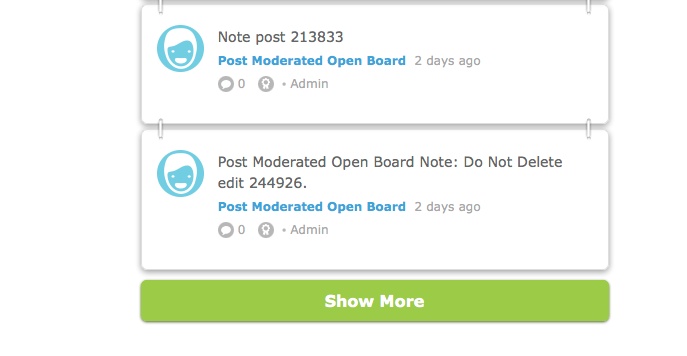 Note post 213833
Post Moderated Open Board 2 days ago
0 • Admin
Post Moderated Open Board Note: Do Not Delete
edit 244926.
Post Moderated Open Board 2 days ago
0 • Admin
Show More